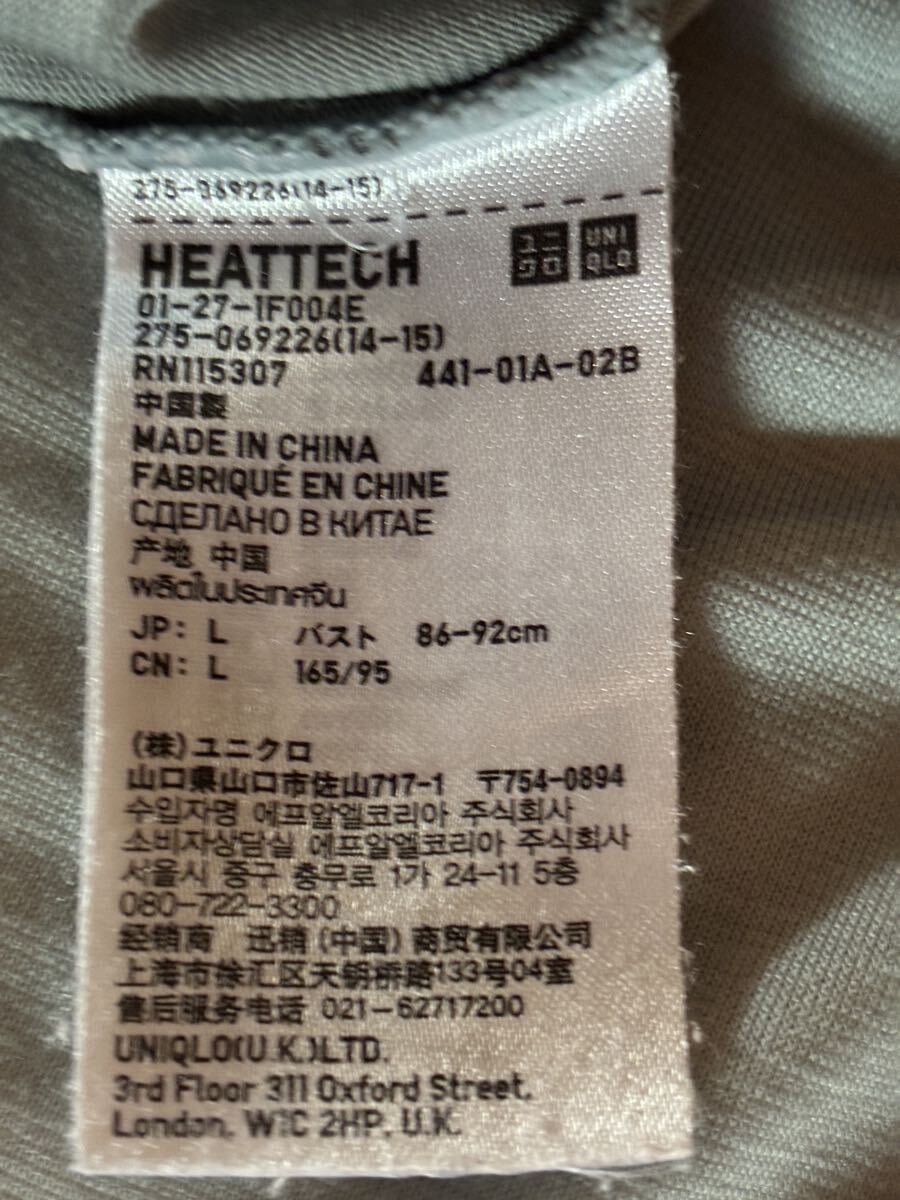 275-069226(14-15)
HEATTECH
ユニクロ
UNIQLO
01-27-1F004E
275-069226(14-15)
RN115307 441-01A-02B
中国製
MADE IN CHINA
FABRIQUÉ EN CHINE
СДЕЛАНО В КИТАЕ
产地 中国
ผลิตในประเทศจีน
JP: L バスト 86-92cm
CN: L 165/95
(株)ユニクロ
山口県山口市佐山717-1 〒754-0894
수입자명 에프알엘코리아 주식회사
소비자상담실 에프알엘코리아 주식회사
서울시 중구 충무로 1가 24-11 5층
080-722-3300
经销商 迅销(中国)商贸有限公司
上海市徐汇区天钥桥路133号04室
售后服务电话 021-62717200
UNIQLO(U.K.)LTD.
3rd Floor 311 Oxford Street,
London, W1C 2HP, U.K.